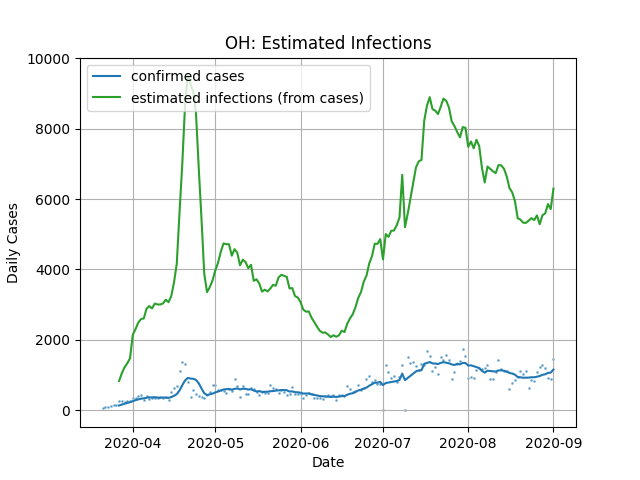 OH: Estimated Infections
confirmed cases
estimated infections (from cases)
10000
8000
6000
4000
2000
0
Daily Cases
2020-04 2020-05 2020-06 2020-07 2020-08 2020-09
Date